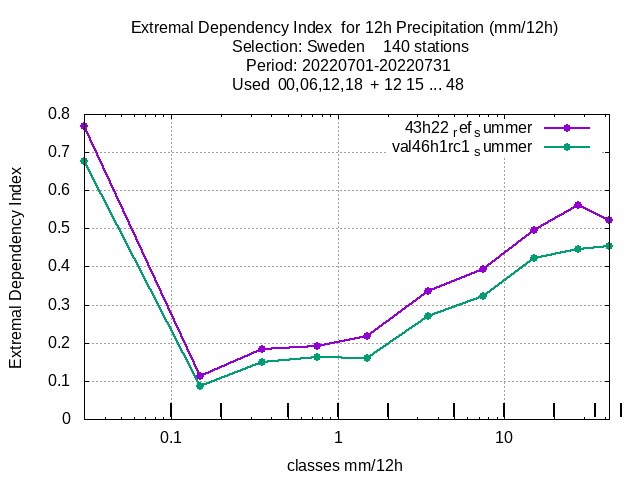 Extremal Dependency Index  for 12h Precipitation (mm/12h)
Selection: Sweden    140 stations
Period: 20220701-20220731
Used  00,06,12,18  + 12 15 ... 48
43h22 ref summer
val46h1rc1 summer
0.8
0.7
0.6
0.5
0.4
0.3
0.2
0.1
0
Extremal Dependency Index
0.1
1
10
classes mm/12h